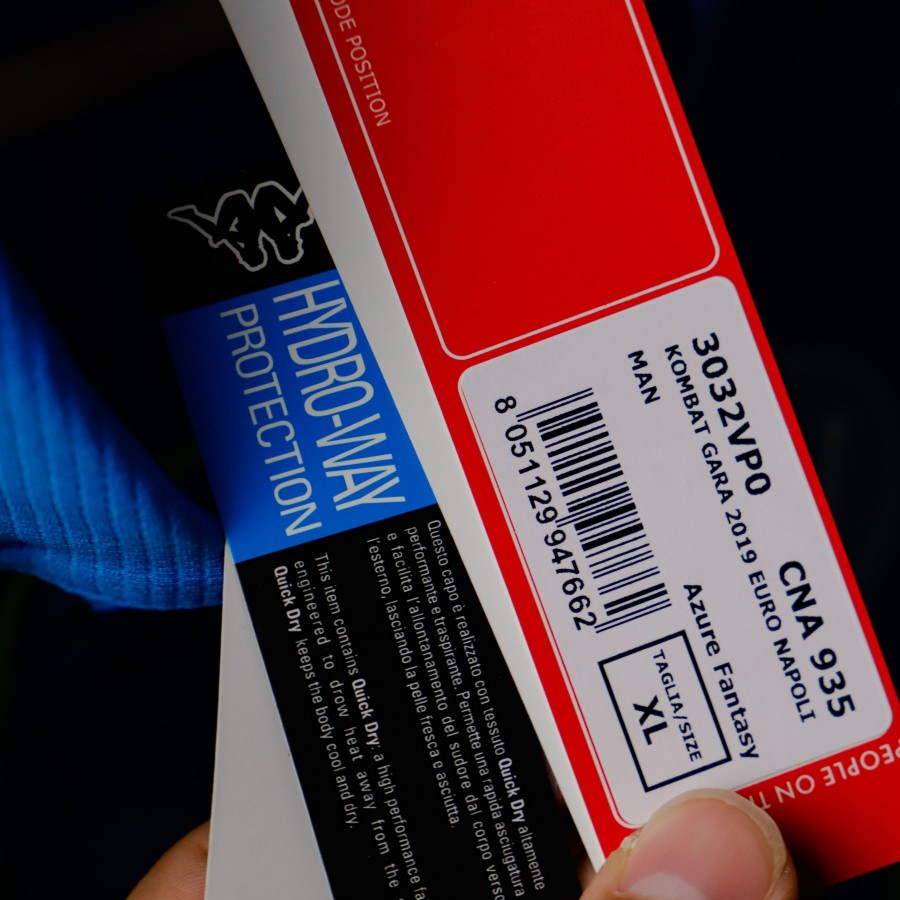 ODE POSITION
3032VP0 CNA 935
KOMBAT GARA 2019 EURO NAPOLI
MAN Azure Fantasy
8 051129 947662
TAGLIA/SIZE
XL
PEOPLE ON
HYDRO-WAY
PROTECTION
Questo capo è realizzato con tessuto Quick Dry altamente
performante e traspirante. Permette una rapida asciugatura
e facilita l'allontanamento del sudore dal corpo verso
l'esterno, lasciando la pelle fresca e asciutta.
This item contains Quick Dry: a high performance fa
engineered to drow heat away from the
Quick Dry keeps the body cool and dry.